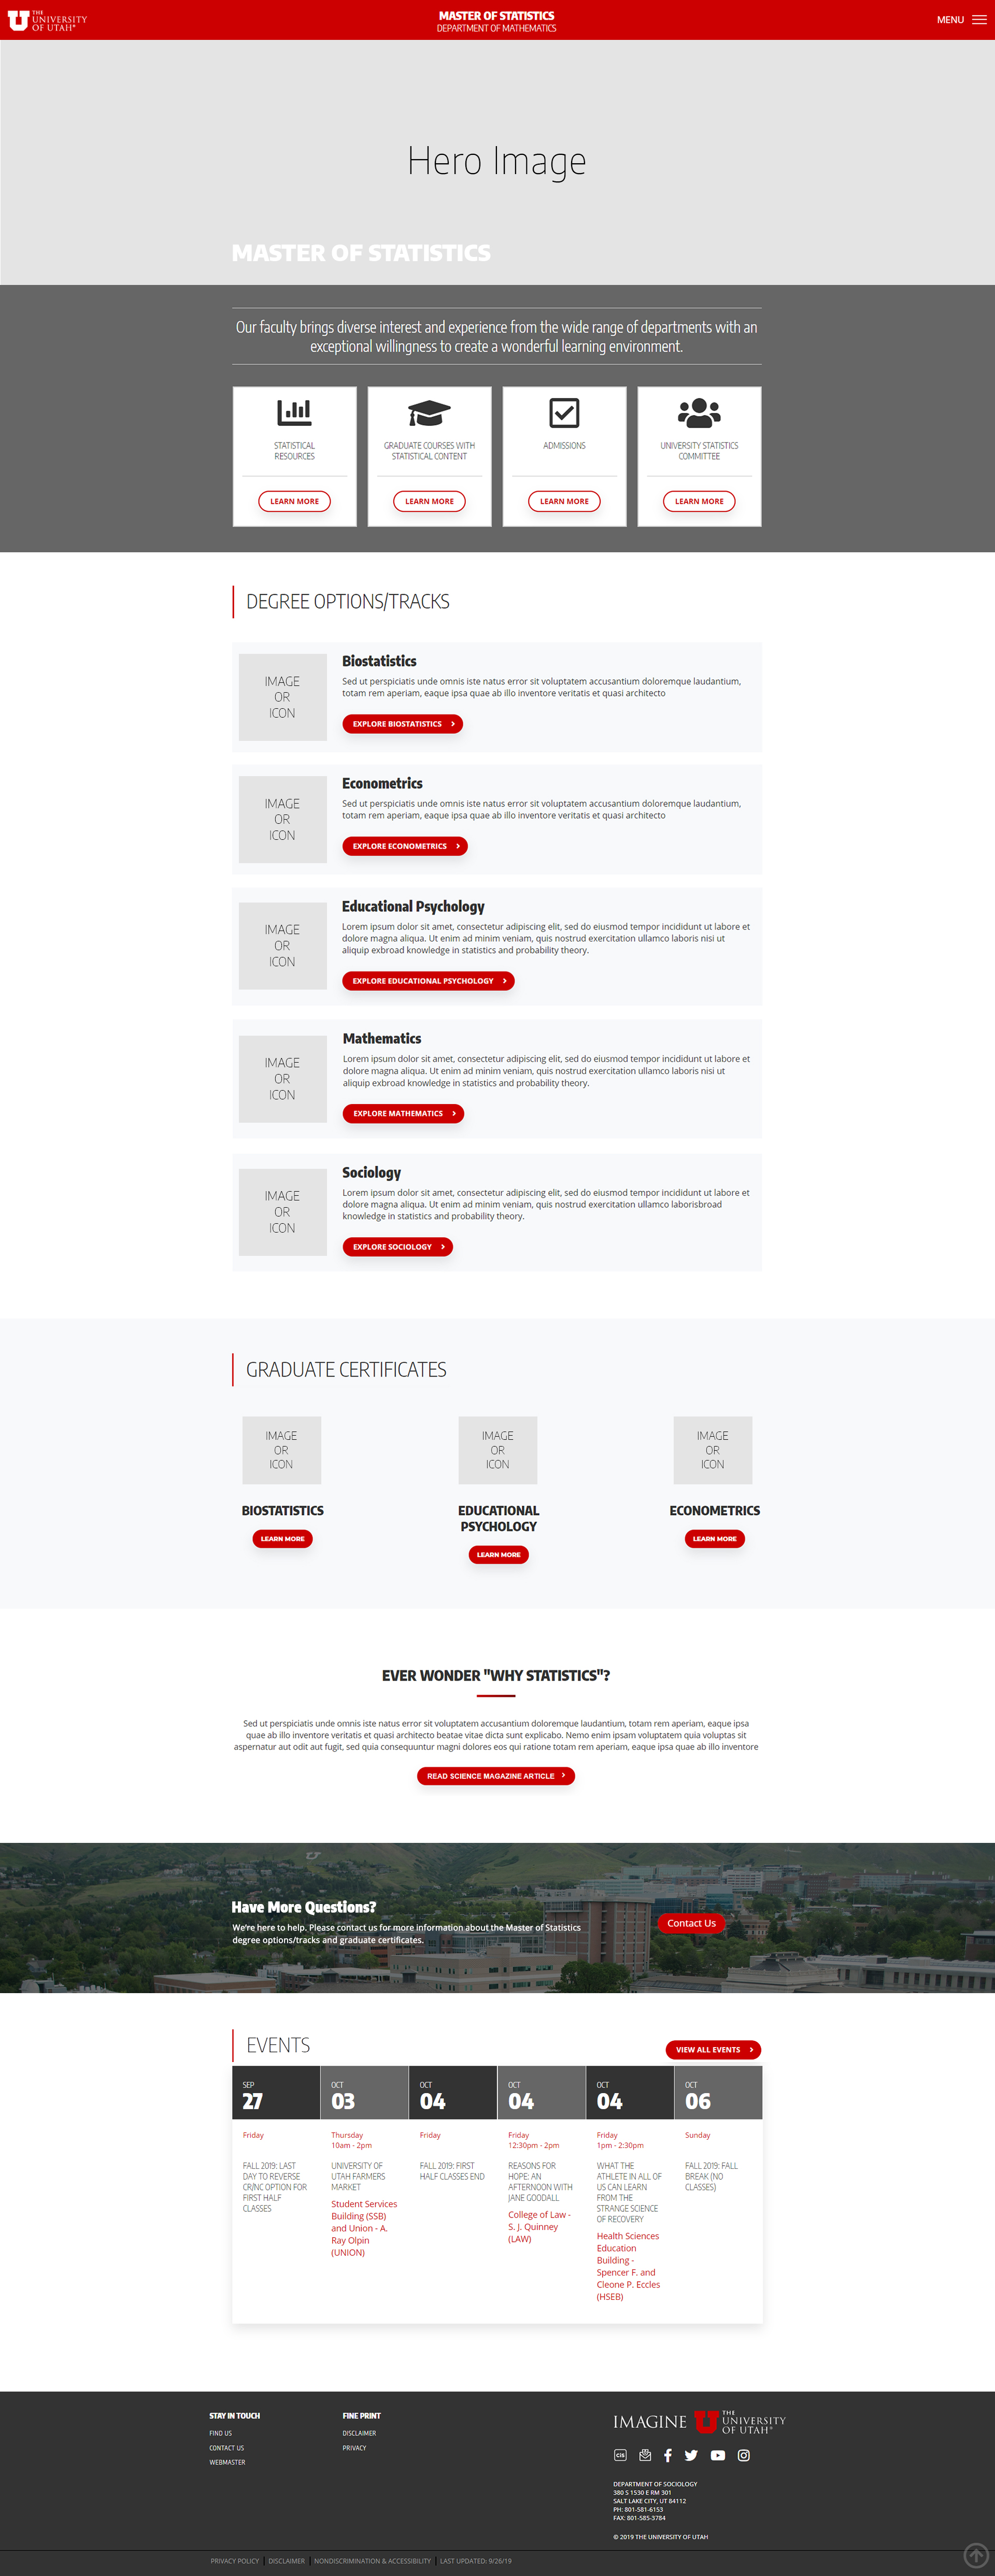 THE
UNIVERSITY
OF UTAH®
MASTER OF STATISTICS
DEPARTMENT OF MATHEMATICS
MENU
Hero Image
MASTER OF STATISTICS
Our faculty brings diverse interest and experience from the wide range of departments with an
exceptional willingness to create a wonderful learning environment.
STATISTICAL
RESOURCES
LEARN MORE
GRADUATE COURSES WITH
STATISTICAL CONTENT
LEARN MORE
ADMISSIONS
LEARN MORE
UNIVERSITY STATISTICS
COMMITTEE
LEARN MORE
DEGREE OPTIONS/TRACKS
IMAGE
OR
ICON
Biostatistics
Sed ut perspiciatis unde omnis iste natus error sit voluptatem accusantium doloremque laudantium,
totam rem aperiam, eaque ipsa quae ab illo inventore veritatis et quasi architecto
EXPLORE BIOSTATISTICS
IMAGE
OR
ICON
Econometrics
Sed ut perspiciatis unde omnis iste natus error sit voluptatem accusantium doloremque laudantium,
totam rem aperiam, eaque ipsa quae ab illo inventore veritatis et quasi architecto
EXPLORE ECONOMETRICS
IMAGE
OR
ICON
Educational Psychology
Lorem ipsum dolor sit amet, consectetur adipiscing elit, sed do eiusmod tempor incididunt ut labore et
dolore magna aliqua. Ut enim ad minim veniam, quis nostrud exercitation ullamco laboris nisi ut
aliquip exbroad knowledge in statistics and probability theory.
EXPLORE EDUCATIONAL PSYCHOLOGY
IMAGE
OR
ICON
Mathematics
Lorem ipsum dolor sit amet, consectetur adipiscing elit, sed do eiusmod tempor incididunt ut labore et
dolore magna aliqua. Ut enim ad minim veniam, quis nostrud exercitation ullamco laboris nisi ut
aliquip exbroad knowledge in statistics and probability theory.
EXPLORE MATHEMATICS
IMAGE
OR
ICON
Sociology
Lorem ipsum dolor sit amet, consectetur adipiscing elit, sed do eiusmod tempor incididunt ut labore et
dolore magna aliqua. Ut enim ad minim veniam, quis nostrud exercitation ullamco laborisbroad
knowledge in statistics and probability theory.
EXPLORE SOCIOLOGY
GRADUATE CERTIFICATES
IMAGE
OR
ICON
BIOSTATISTICS
LEARN MORE
IMAGE
OR
ICON
EDUCATIONAL
PSYCHOLOGY
LEARN MORE
IMAGE
OR
ICON
ECONOMETRICS
LEARN MORE
EVER WONDER "WHY STATISTICS"?
Sed ut perspiciatis unde omnis iste natus error sit voluptatem accusantium doloremque laudantium, totam rem aperiam, eaque ipsa
quae ab illo inventore veritatis et quasi architecto beatae vitae dicta sunt explicabo. Nemo enim ipsam voluptatem quia voluptas sit
aspernatur aut odit aut fugit, sed quia consequuntur magni dolores eos qui ratione totam rem aperiam, eaque ipsa quae ab illo inventore
READ SCIENCE MAGAZINE ARTICLE
Have More Questions?
We're here to help. Please contact us for more information about the Master of Statistics
degree options/tracks and graduate certificates.
Contact Us
EVENTS
VIEW ALL EVENTS
SEP
27
Friday
FALL 2019: LAST
DAY TO REVERSE
CR/NC OPTION FOR
FIRST HALF
CLASSES
OCT
03
Thursday
10am - 2pm
UNIVERSITY OF
UTAH FARMERS
MARKET
Student Services
Building (SSB)
and Union - A.
Ray Olpin
(UNION)
OCT
04
Friday
FALL 2019: FIRST
HALF CLASSES END
OCT
04
Friday
12:30pm - 2pm
REASONS FOR
HOPE: AN
AFTERNOON WITH
JANE GOODALL
College of Law -
S. J. Quinney
(LAW)
OCT
04
Friday
1pm - 2:30pm
WHAT THE
ATHLETE IN ALL OF
US CAN LEARN
FROM THE
STRANGE SCIENCE
OF RECOVERY
Health Sciences
Education
Building -
Spencer F. and
Cleone P. Eccles
(HSEB)
OCT
06
Sunday
FALL 2019: FALL
BREAK (NO
CLASSES)
STAY IN TOUCH
FIND US
CONTACT US
WEBMASTER
FINE PRINT
DISCLAIMER
PRIVACY
IMAGINE
THE
UNIVERSITY
OF UTAH®
CIS
DEPARTMENT OF SOCIOLOGY
380 S 1530 E RM 301
SALT LAKE CITY, UT 84112
PH: 801-581-6153
FAX: 801-585-3784
© 2019 THE UNIVERSITY OF UTAH
PRIVACY POLICY | DISCLAIMER | NONDISCRIMINATION & ACCESSIBILITY | LAST UPDATED: 9/26/19